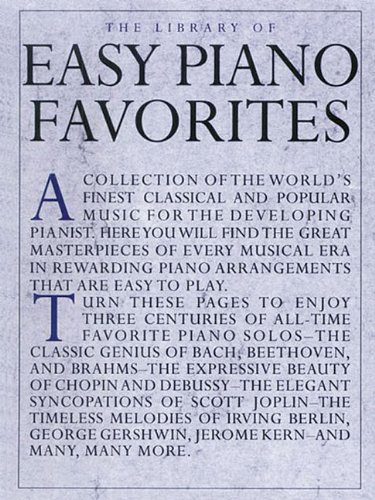 THE LIBRARY OF
EASY PIANO
FAVORITES
A COLLECTION OF THE WORLD'S
FINEST CLASSICAL AND POPULAR
MUSIC FOR THE DEVELOPING
PIANIST. HERE YOU WILL FIND THE GREAT
MASTERPIECES OF EVERY MUSICAL ERA
IN REWARDING PIANO ARRANGEMENTS
THAT ARE EASY TO PLAY.
TURN THESE PAGES TO ENJOY
THREE CENTURIES OF ALL-TIME
FAVORITE PIANO SOLOS–THE
CLASSIC GENIUS OF BACH, BEETHOVEN,
AND BRAHMS–THE EXPRESSIVE BEAUTY
OF CHOPIN AND DEBUSSY–THE ELEGANT
SYNCOPATIONS OF SCOTT JOPLIN–THE
TIMELESS MELODIES OF IRVING BERLIN,
GEORGE GERSHWIN, JEROME KERN–AND
MANY, MANY MORE.